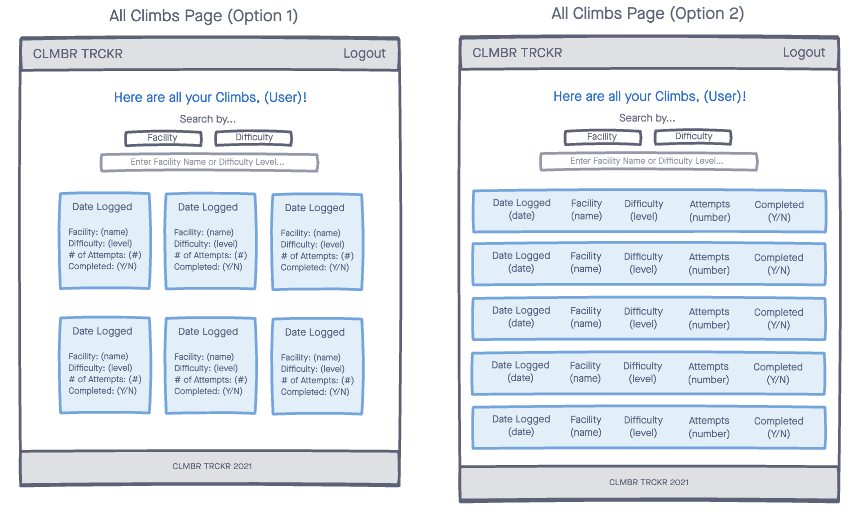 All Climbs Page (Option 1)
CLMBR TRCKR Logout
Here are all your Climbs, (User)!
Search by...
Facility Difficulty
Enter Facility Name or Difficulty Level...
Date Logged Date Logged Date Logged
Facility: (name) Facility: (name) Facility: (name)
Difficulty: (level) Difficulty: (level) Difficulty: (level)
# of Attempts: (#) # of Attempts: (#) # of Attempts: (#)
Completed: (Y/N) Completed: (Y/N) Completed: (Y/N)
Date Logged Date Logged Date Logged
Facility: (name) Facility: (name) Facility: (name)
Difficulty: (level) Difficulty: (level) Difficulty: (level)
# of Attempts: (#) # of Attempts: (#) # of Attempts: (#)
Completed: (Y/N) Completed: (Y/N) Completed: (Y/N)
CLMBR TRCKR 2021
All Climbs Page (Option 2)
CLMBR TRCKR Logout
Here are all your Climbs, (User)!
Search by...
Facility Difficulty
Enter Facility Name or Difficulty Level...
Date Logged Facility Difficulty Attempts Completed
(date) (name) (level) (number) (Y/N)
Date Logged Facility Difficulty Attempts Completed
(date) (name) (level) (number) (Y/N)
Date Logged Facility Difficulty Attempts Completed
(date) (name) (level) (number) (Y/N)
Date Logged Facility Difficulty Attempts Completed
(date) (name) (level) (number) (Y/N)
Date Logged Facility Difficulty Attempts Completed
(date) (name) (level) (number) (Y/N)
CLMBR TRCKR 2021